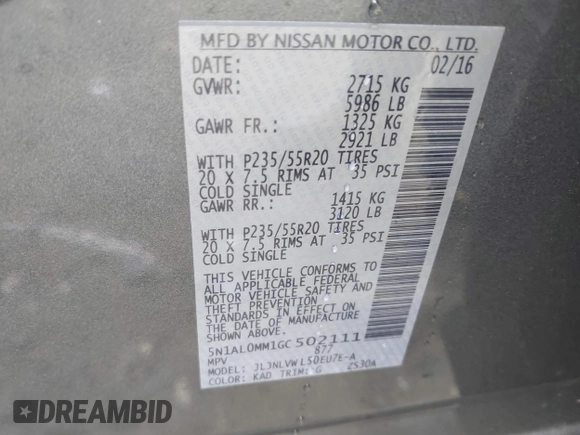 MFD BY NISSAN MOTOR CO., LTD.
DATE: 02/16
GVWR: 2715 KG
5986 LB
GAWR FR.: 1325 KG
2921 LB
WITH P235/55R20 TIRES
20 X 7.5 RIMS AT 35 PSI
COLD SINGLE
GAWR RR.: 1415 KG
3120 LB
WITH P235/55R20 TIRES
20 X 7.5 RIMS AT 35 PSI
COLD SINGLE
THIS VEHICLE CONFORMS TO
ALL APPLICABLE FEDERAL
MOTOR VEHICLE SAFETY AND
THEFT PREVENTION
STANDARDS IN EFFECT ON
THE DATE OF MANUFACTURE
SHOWN ABOVE.
5N1AL0MM1GC502111
MPV 877
MODEL: JLJNLVWL50EU7E-A
COLOR: KAD TRIM: G ZS30A
AUTOBIDMASTER